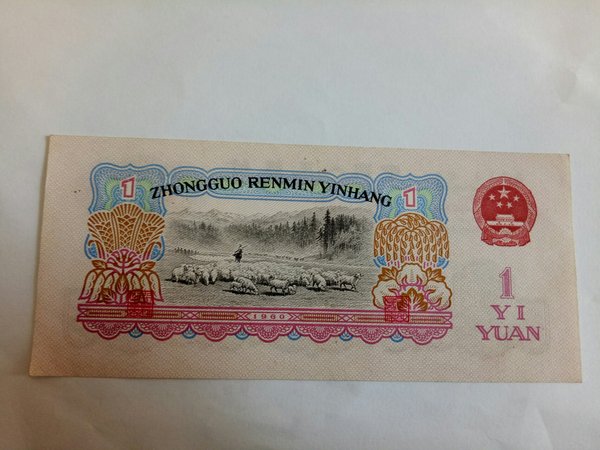 1
ZHONGGUO RENMIN YINHANG
1
1
YI
YUAN
1960